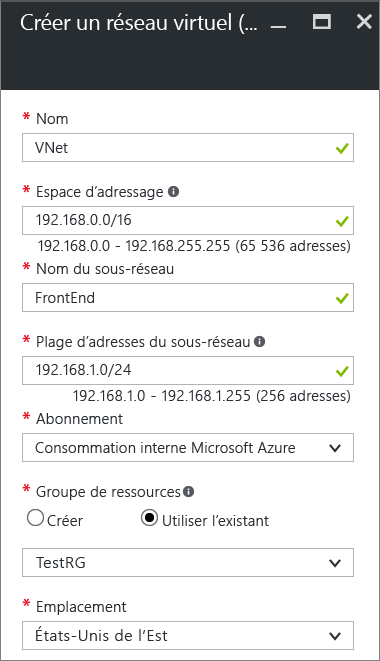 Créer un réseau virtuel (...
* Nom
VNet
* Espace d’adressage
192.168.0.0/16
192.168.0.0 - 192.168.255.255 (65 536 adresses)
* Nom du sous-réseau
FrontEnd
* Plage d’adresses du sous-réseau
192.168.1.0/24
192.168.1.0 - 192.168.1.255 (256 adresses)
* Abonnement
Consommation interne Microsoft Azure
* Groupe de ressources
Créer Utiliser l’existant
TestRG
* Emplacement
États-Unis de l’Est